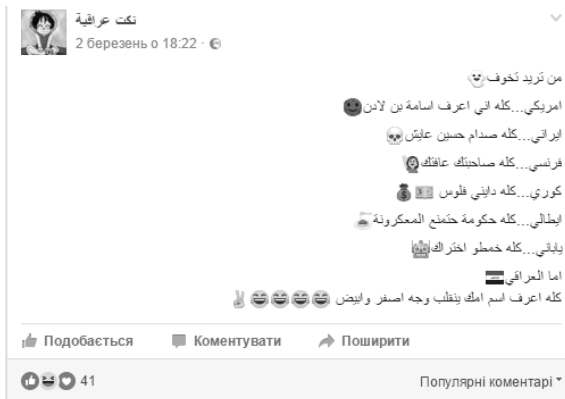 نكت عراقية
2 березень о 18:22
من تريد تخوف
امريكي...كله اني اعرف اسامة بن لادن
ايراني...كله صدام حسين عايش
فرنسي...كله صاحبتك عافتك
كوري...كله دايني فلوس
ايطالي...كله حكومة حتمنع المعكرونة
ياباني...كله خمطو اختراك
اما العراقي
كله اعرف اسم امك ينقلب وجه اصفر وابيض
Подобається Коментувати Поширити
41 Популярні коментарі